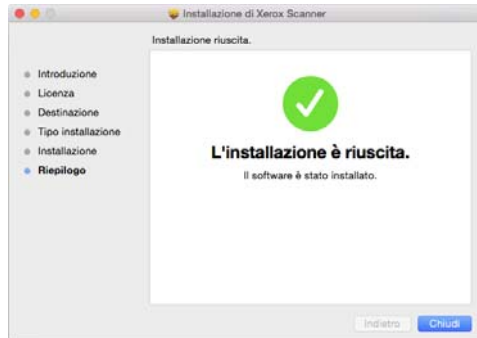 Installazione di Xerox Scanner
Installazione riuscita.
Introduzione
Licenza
Destinazione
Tipo installazione
Installazione
Riepilogo
L'installazione è riuscita.
Il software è stato installato.
Indietro
Chiudi